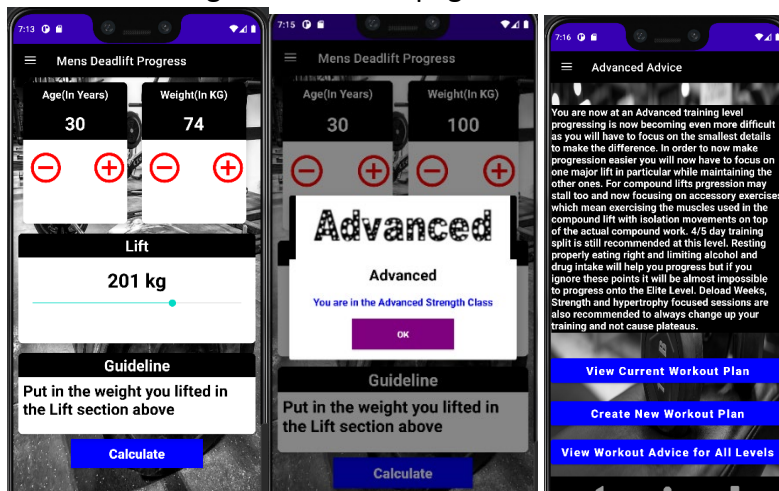 7:13
Mens Deadlift Progress
Age(In Years)
Weight(In KG)
30
74
Lift
201 kg
Guideline
Put in the weight you lifted in
the Lift section above
Calculate
7:15
Mens Deadlift Progress
Age(In Years)
Weight(In KG)
30
100
Advanced
Advanced
You are in the Advanced Strength Class
OK
Guideline
Put in the weight you lifted in
the Lift section above
Calculate
7:16
Advanced Advice
You are now at an Advanced training level
progressing is now becoming even more difficult
as you will have to focus on the smallest details
to make the difference. In order to now make
progression easier you will now have to focus on
one major lift in particular while maintaining the
other ones. For compound lifts prgression may
stall too and now focusing on accessory exercises
which mean exercising the muscles used in the
compound lift with isolation movements on top
of the actual compound work. 4/5 day training
split is still recommended at this level. Resting
properly eating right and limiting alcohol and
drug intake will help you progress but if you
ignore these points it will be almost impossible
to progress onto the Elite Level. Deload Weeks,
Strength and hypertrophy focused sessions are
also recommended to always change up your
training and not cause plateaus.
View Current Workout Plan
Create New Workout Plan
View Workout Advice for All Levels